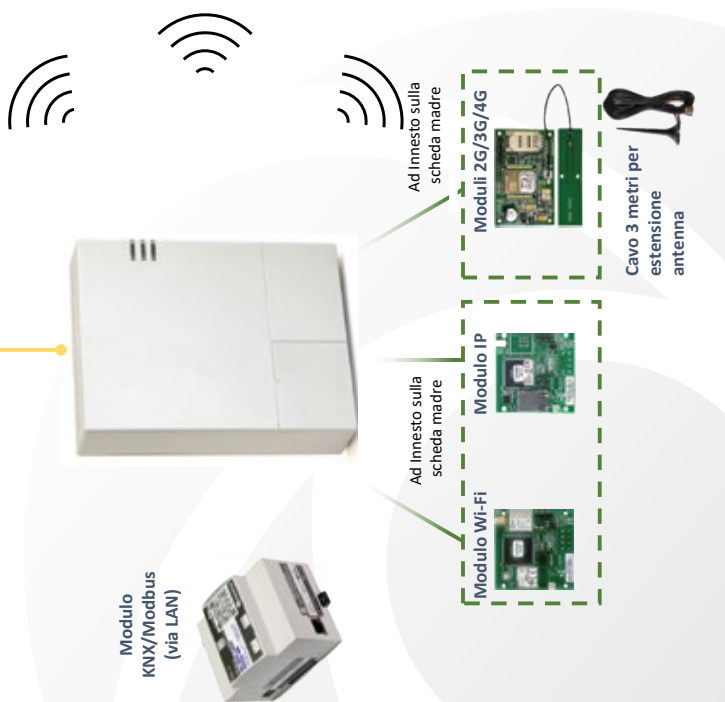 Ad Innesto sulla
scheda madre
Moduli 2G/3G/4G
Cavo 3 metri per
estensione
antenna
Ad Innesto sulla
scheda madre
Modulo IP
Modulo Wi-Fi
Modulo
KNX/Modbus
(via LAN)